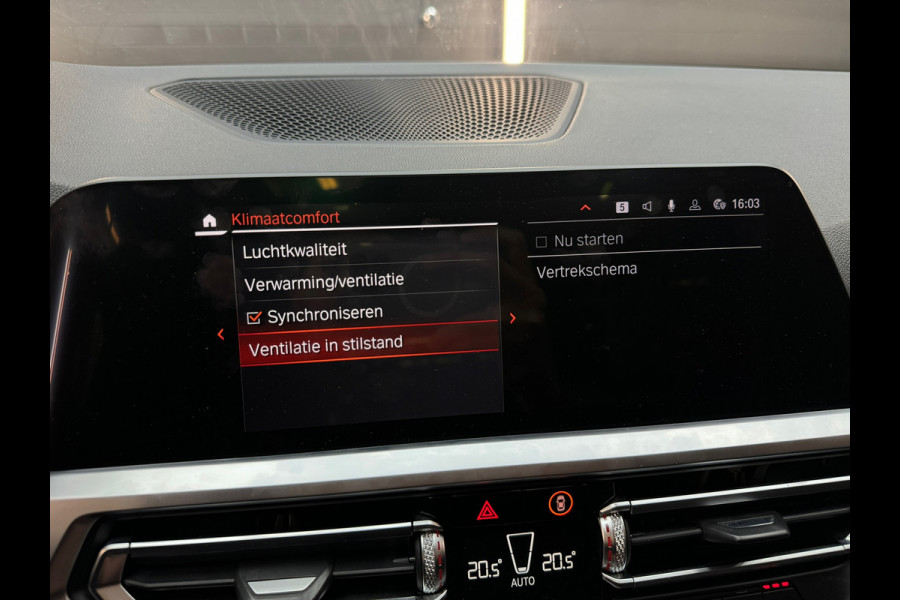 Klimaatcomfort
Luchtkwaliteit
Verwarming/ventilatie
Synchroniseren
Ventilatie in stilstand
5 16:03
Nu starten
Vertrekschema
20.5° AUTO 20.5°